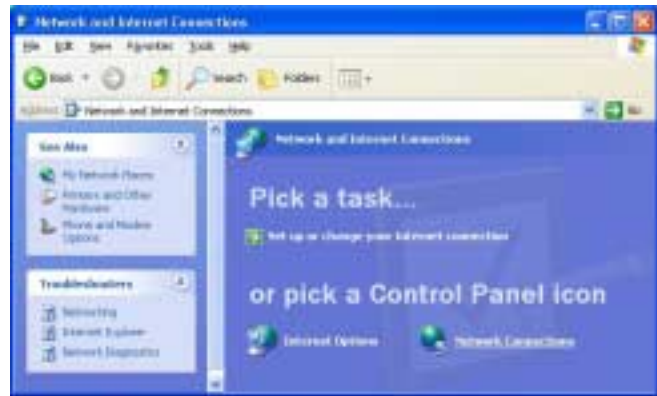 Network and Internet Connections
File Edit View Favorites Tools Help
Back Search Folders
Address Network and Internet Connections Go
See Also
My Network Places
Printers and Other
Hardware
Phone and Modem
Options
Troubleshooters
Networking
Internet Explorer
Network Diagnostics
Network and Internet Connections
Pick a task...
Set up or change your Internet connection
or pick a Control Panel icon
Internet Options
Network Connections